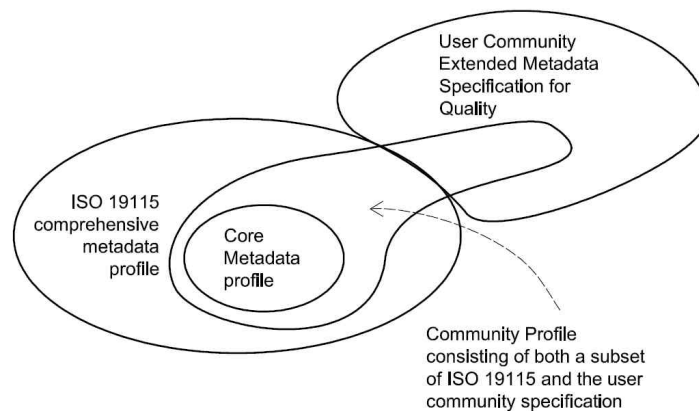 User Community
Extended Metadata
Specification for
Quality
ISO 19115
comprehensive
metadata
profile
Core
Metadata
profile
Community Profile
consisting of both a subset
of ISO 19115 and the user
community specification